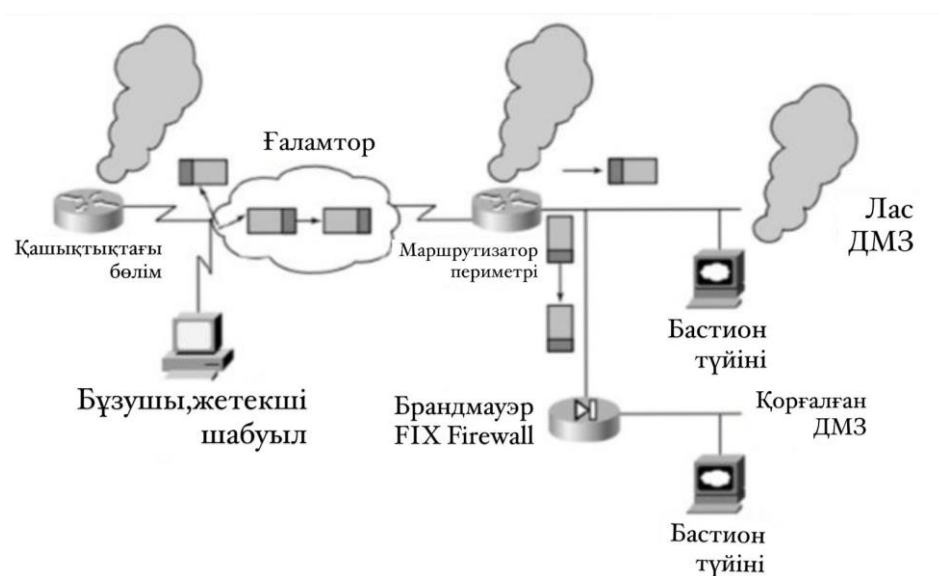 Ғаламтор
Қашықтықтағы
бөлім
Маршрутизатор
периметрі
Лас
ДМЗ
Бастион
түйіні
Бұзушы,жетекші
шабуыл
Брандмауэр
FIX Firewall
Қорғалған
ДМЗ
Бастион
түйіні